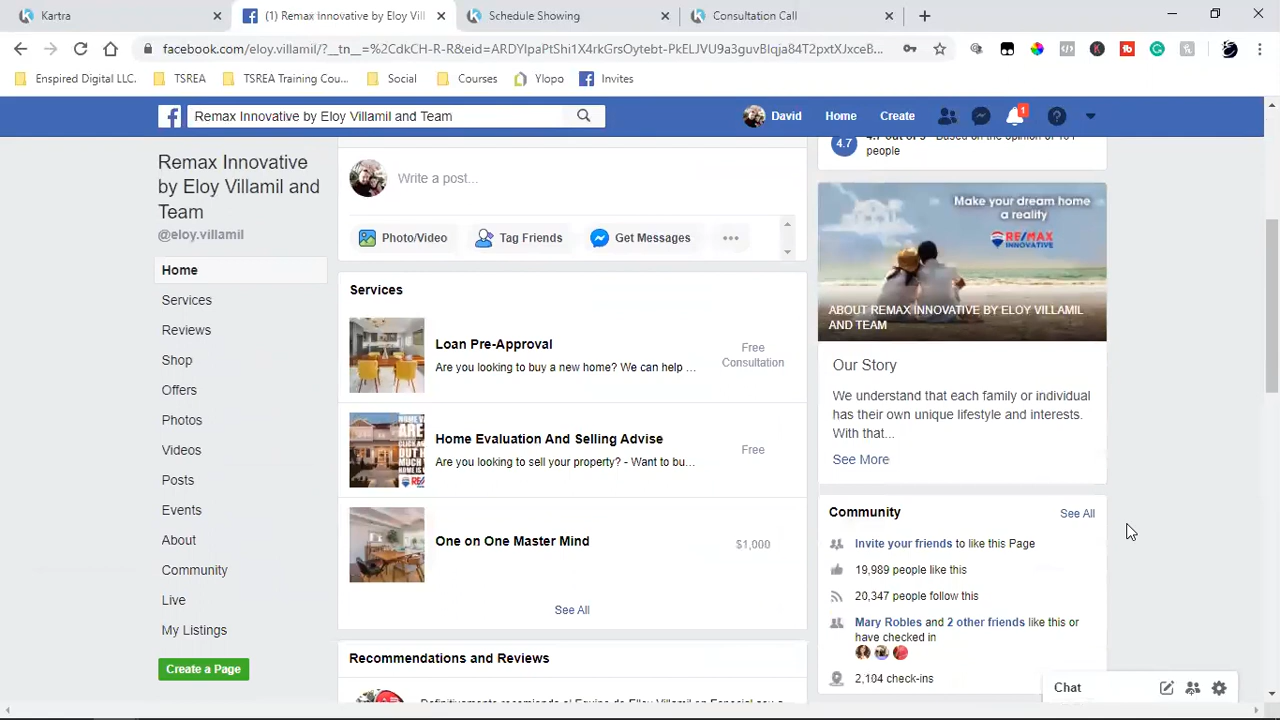 Kartra
(1) Remax Innovative by Eloy Vill
Schedule Showing
Consultation Call
facebook.com/eloy.villamil/?__tn__=%2CdkCH-R-R&eid=
Enspired Digital LLC.
TSREA
TSREA Training Cou...
Social
Courses
Ylopo
Invites
Remax Innovative by Eloy Villamil and Team
David
Home
Create
1
Remax Innovative
by Eloy Villamil and
Team
@eloy.villamil
Home
Services
Reviews
Shop
Offers
Photos
Videos
Posts
Events
About
Community
Live
My Listings
Create a Page
Write a post...
Photo/Video
Tag Friends
Get Messages
Services
Loan Pre-Approval
Are you looking to buy a new home? We can help ...
Free
Consultation
Home Evaluation And Selling Advise
Are you looking to sell your property? - Want to bu...
Free
One on One Master Mind
$1,000
See All
Recommendations and Reviews
4.7
people
Make your dream home
a reality
RE/MAX
INNOVATIVE
ABOUT REMAX INNOVATIVE BY ELOY VILLAMIL
AND TEAM
Our Story
We understand that each family or individual
has their own unique lifestyle and interests.
With that...
See More
Community
See All
Invite your friends to like this Page
19,989 people like this
20,347 people follow this
Mary Robles and 2 other friends like this or
have checked in
2,104 check-ins
Chat